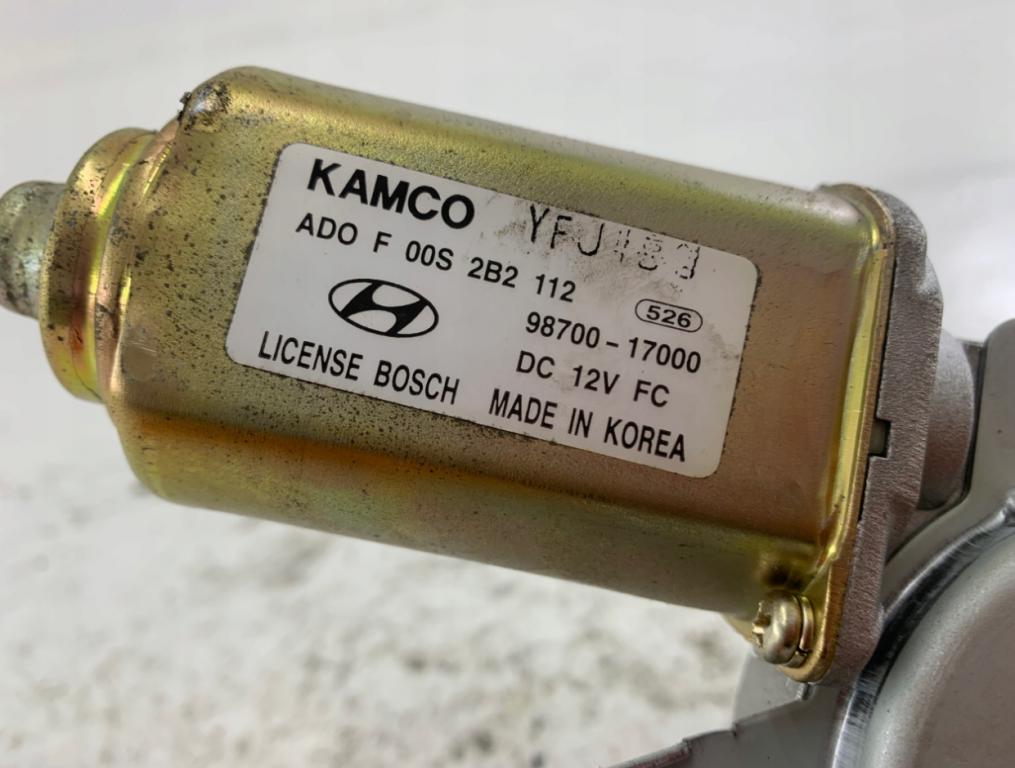 KAMCO
ADO F 00S 2B2 112
526
98700-17000
DC 12V FC
LICENSE BOSCH MADE IN KOREA